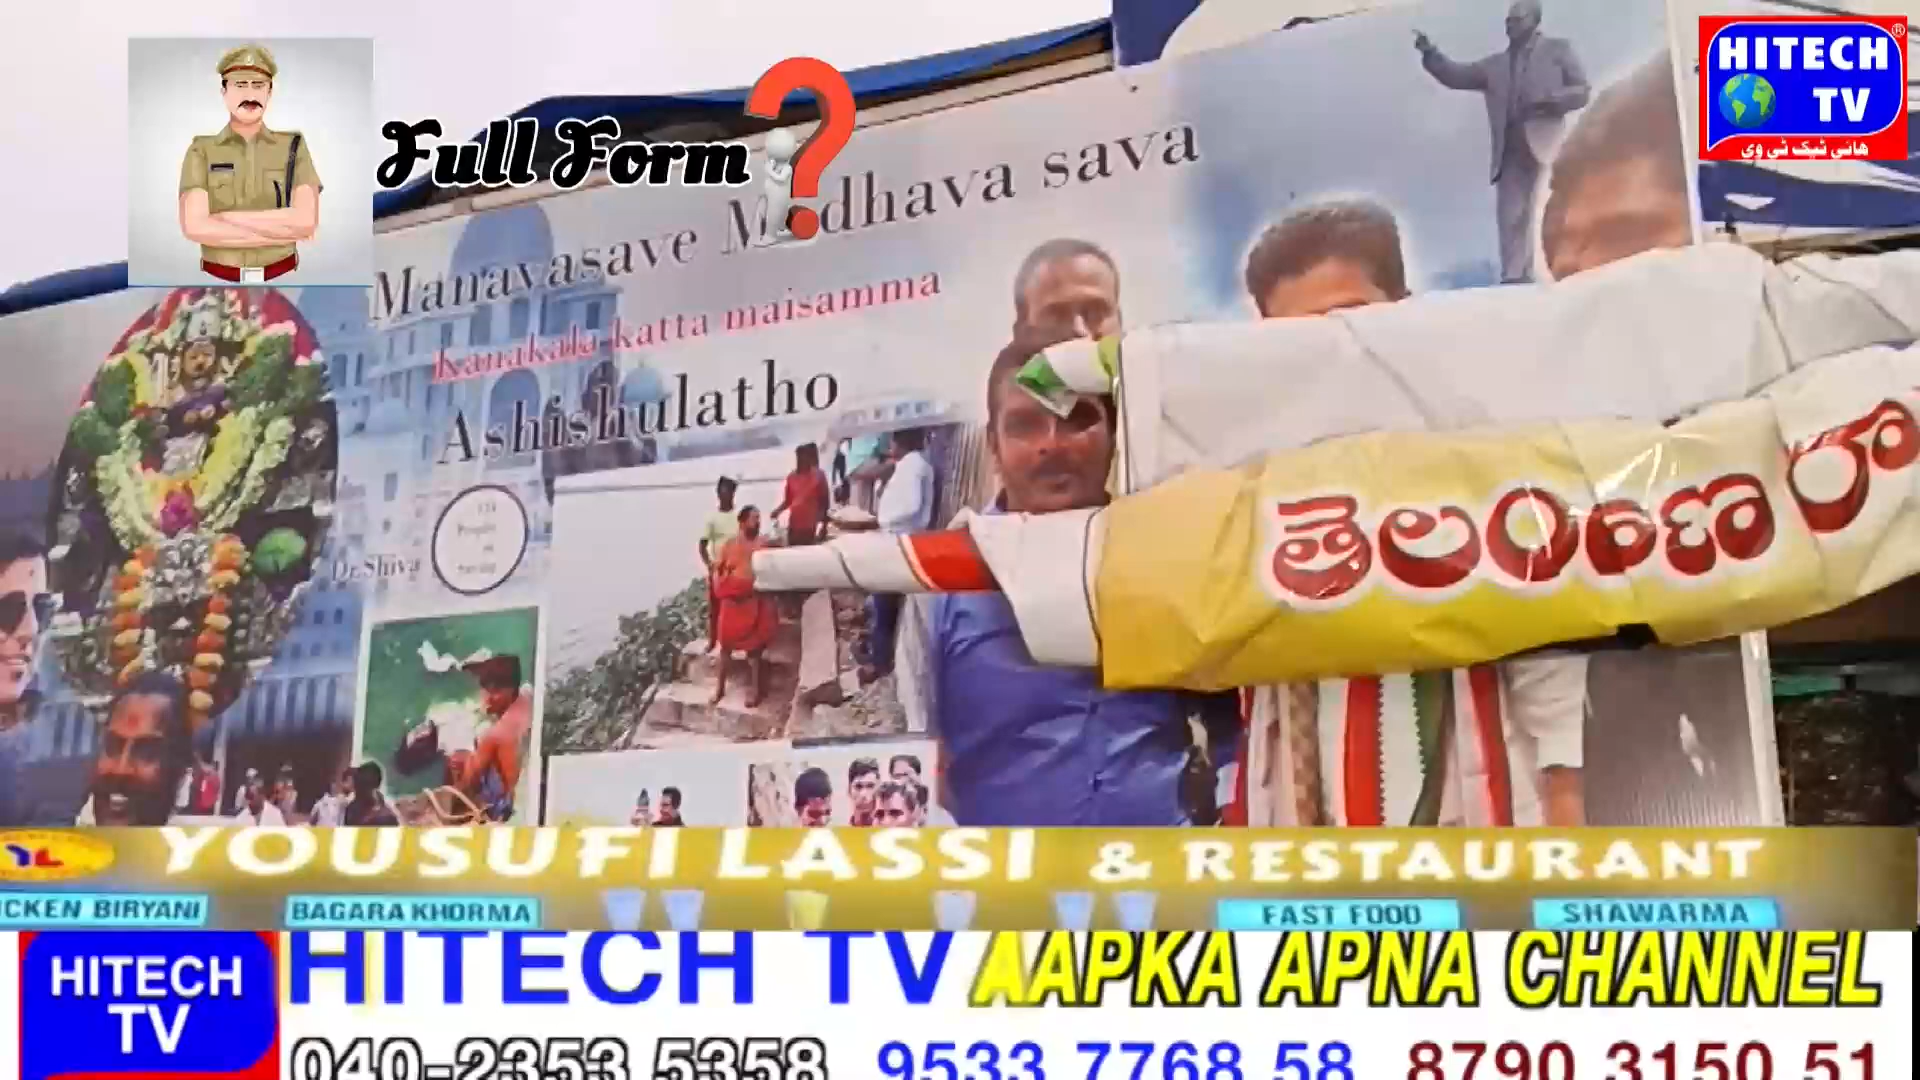 HITECH
TV
ہائی ٹیک ٹی وی
Full Form ?
Manavasave Madhava sava
Kanakala katta maisamma
Ashishulatho
Dr.Shiva
తెలంగాణ రా
YOUSUFI LASSI & RESTAURANT
ICKEN BIRYANI BAGARA KHORMA FAST FOOD SHAWARMA
HITECH
TV
HITECH TV AAPKA APNA CHANNEL
040-2353 5358 9533 7768 58 8790 3150 51